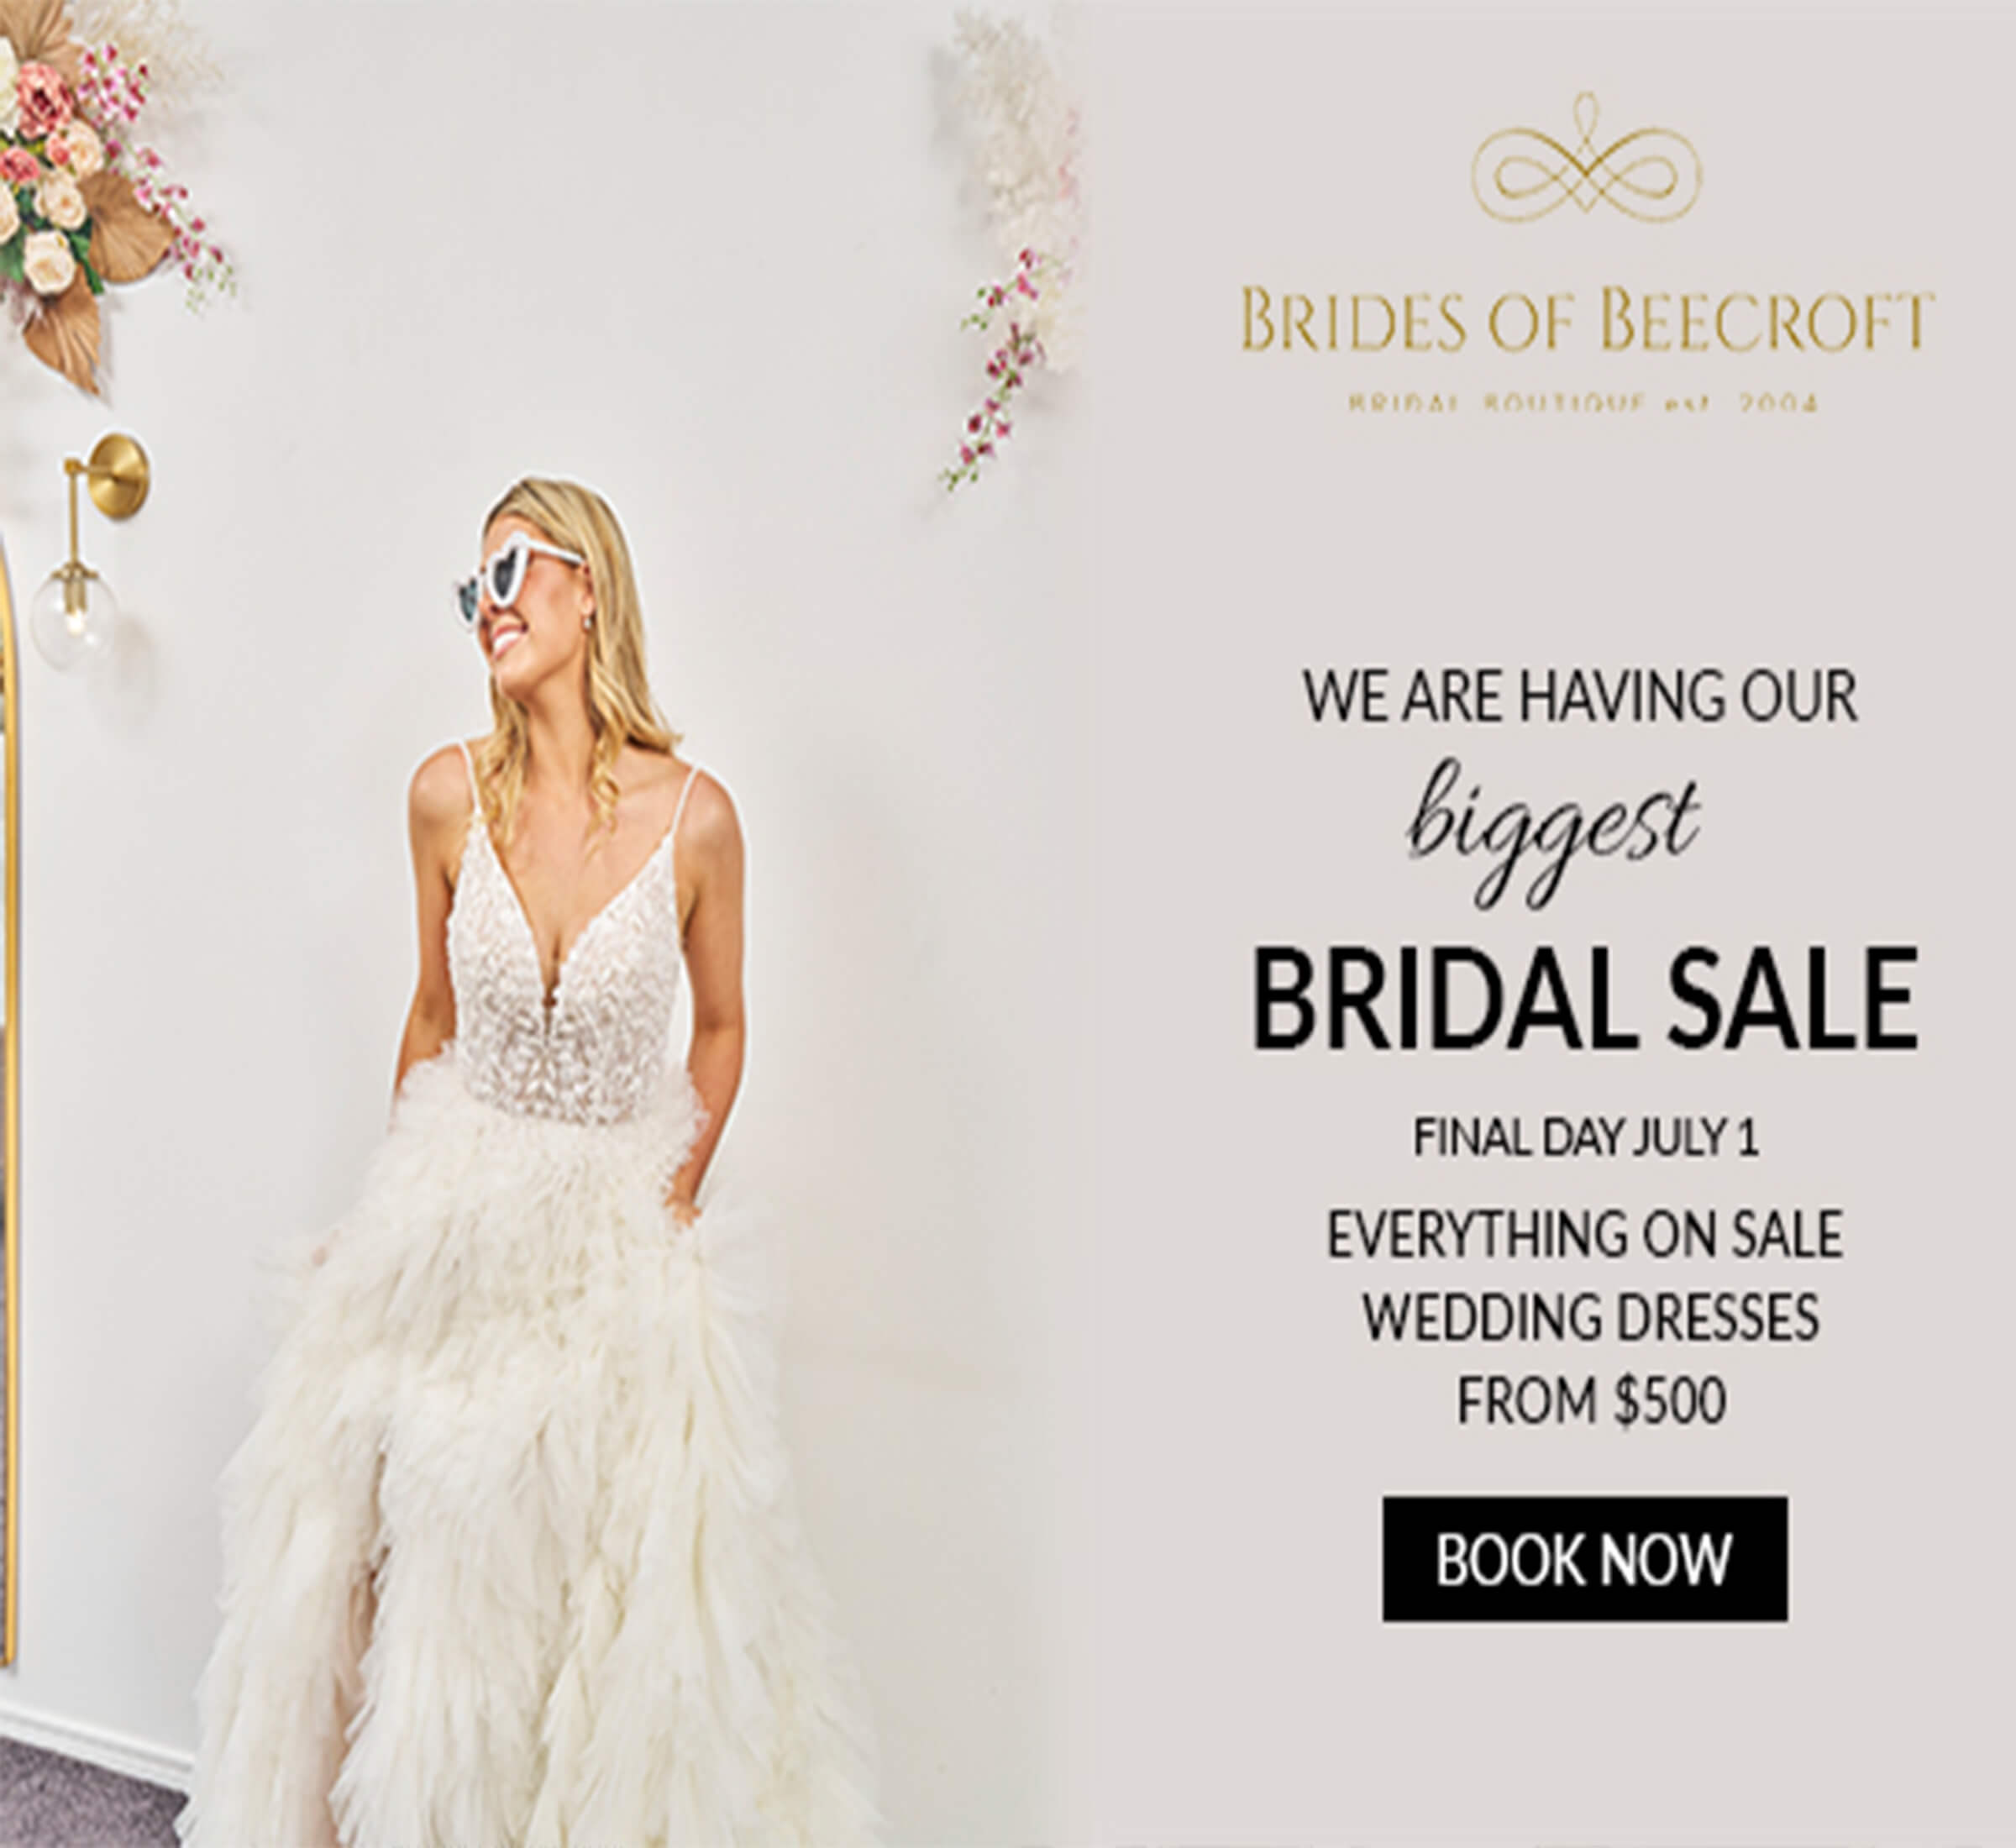 BRIDES OF BEECROFT
BRIDAL BOUTIQUE est 2004
WE ARE HAVING OUR
biggest
BRIDAL SALE
FINAL DAY JULY 1
EVERYTHING ON SALE
WEDDING DRESSES
FROM $500
BOOK NOW